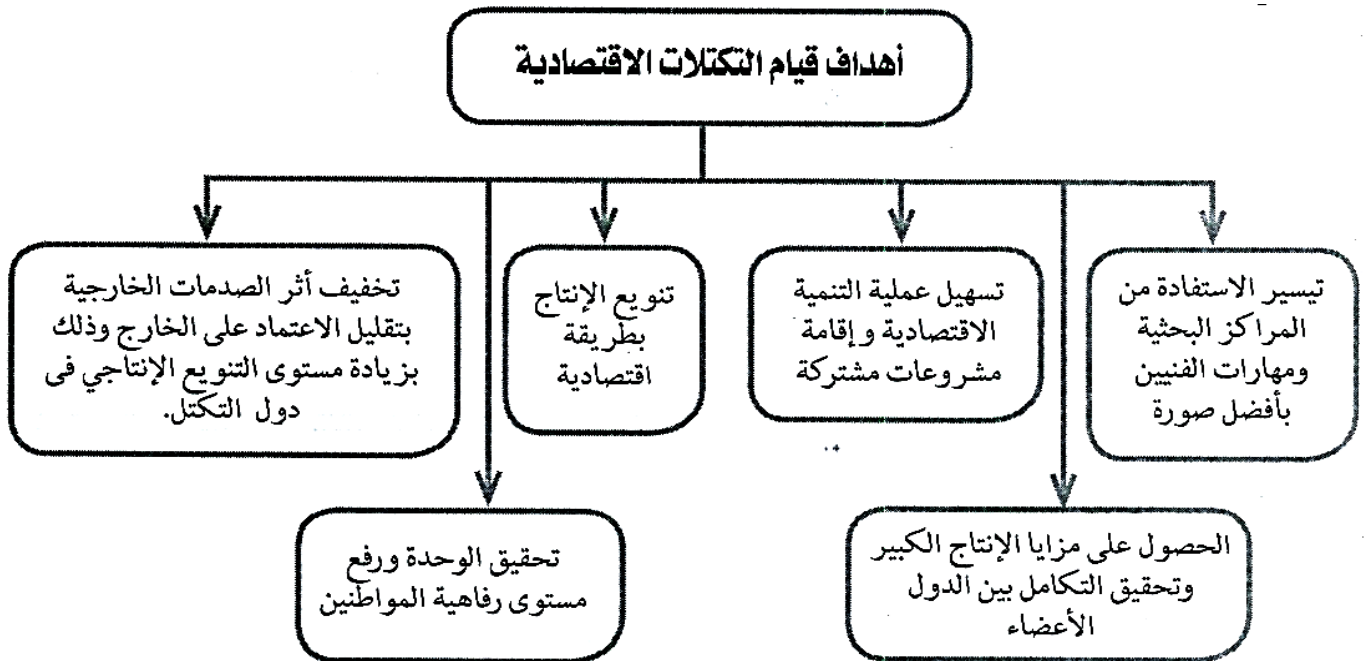 أهداف قيام التكتلات الاقتصادية
تيسير الاستفادة من
المراكز البحثية
ومهارات الفنيين
بأفضل صورة
تسهيل عملية التنمية
الاقتصادية وإقامة
مشروعات مشتركة
تنويع الإنتاج
بطريقة
اقتصادية
تخفيف أثر الصدمات الخارجية
بتقليل الاعتماد على الخارج وذلك
بزيادة مستوى التنويع الإنتاجي فى
دول التكتل.
الحصول على مزايا الإنتاج الكبير
وتحقيق التكامل بين الدول
الأعضاء
تحقيق الوحدة ورفع
مستوى رفاهية المواطنين